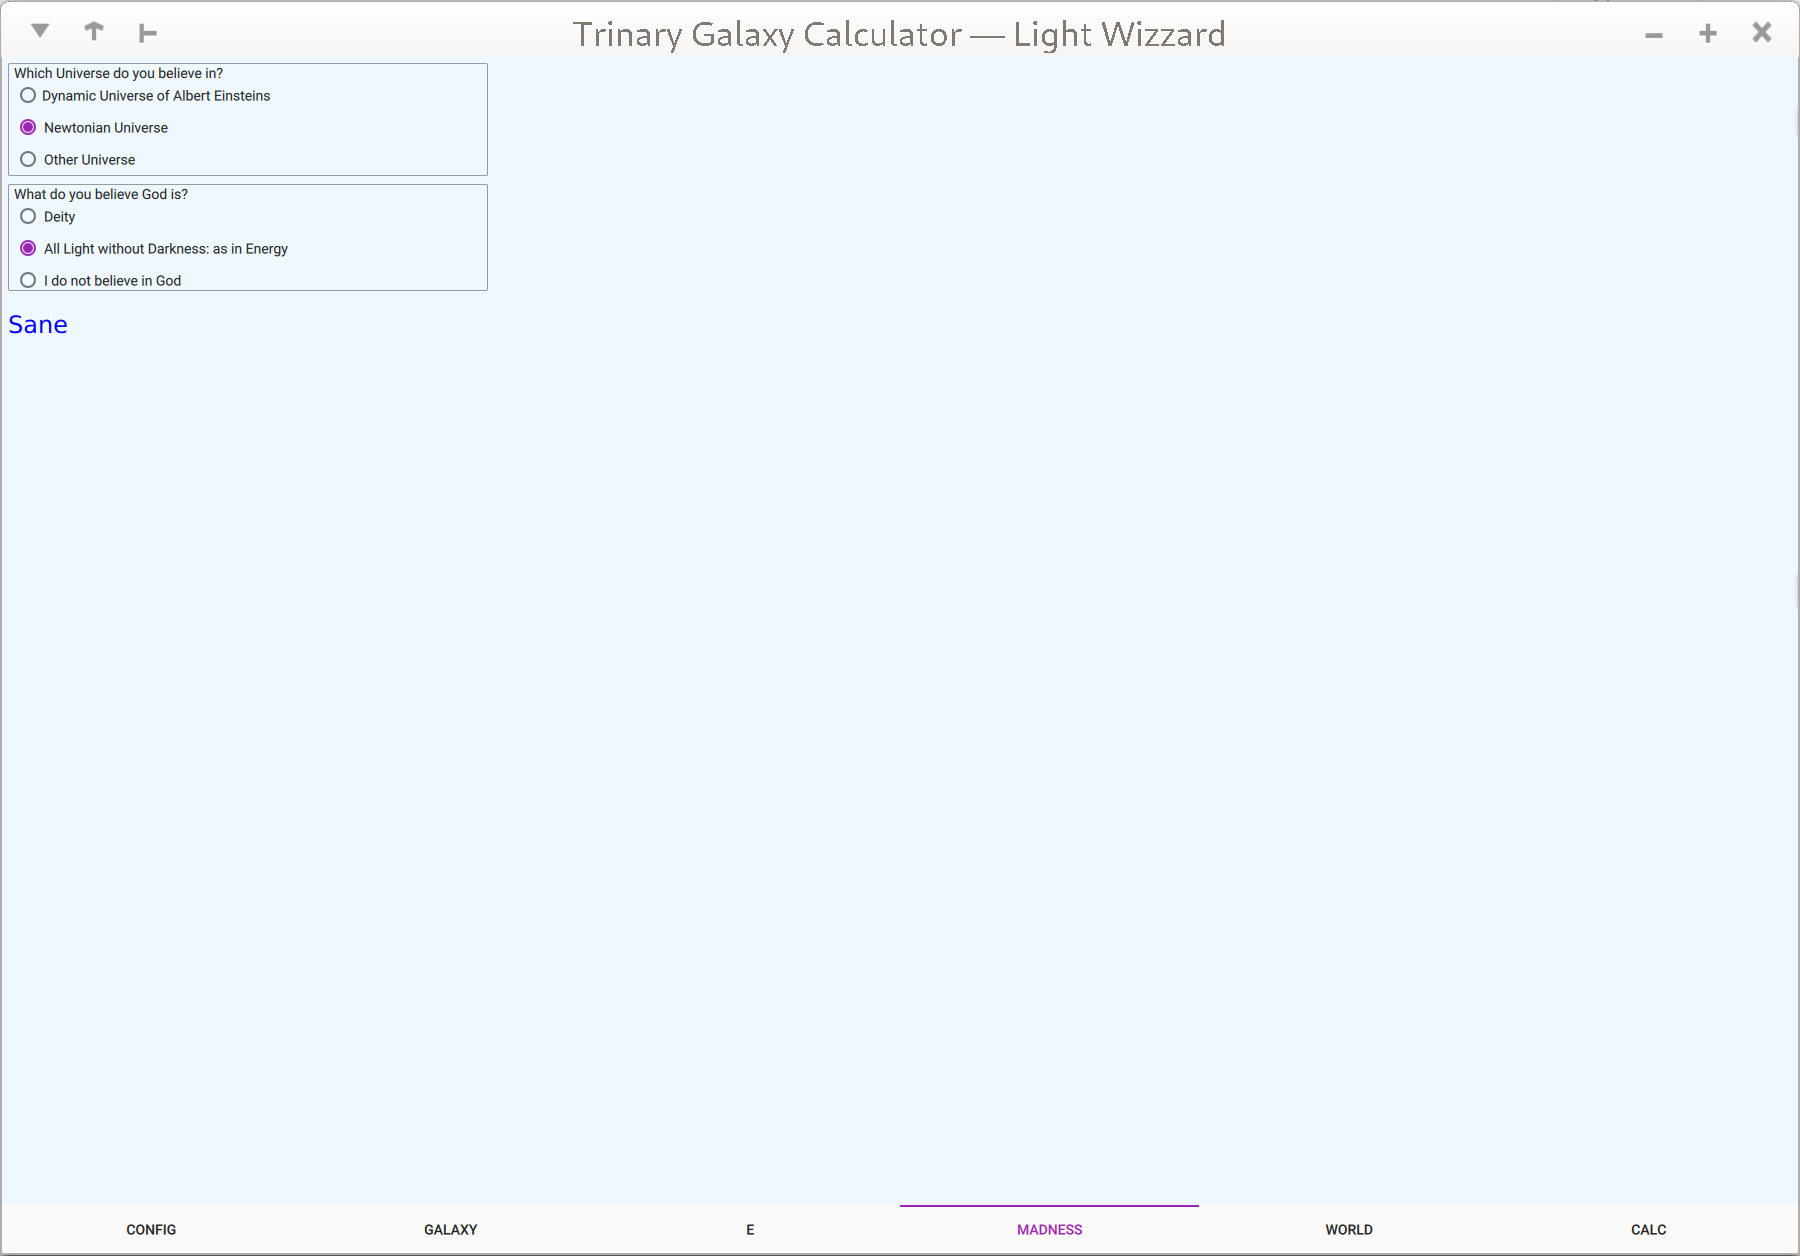 Trinary Galaxy Calculator — Light Wizzard
Which Universe do you believe in?
Dynamic Universe of Albert Einsteins
Newtonian Universe
Other Universe
What do you believe God is?
Deity
All Light without Darkness: as in Energy
I do not believe in God
Sane
CONFIG GALAXY E MADNESS WORLD CALC